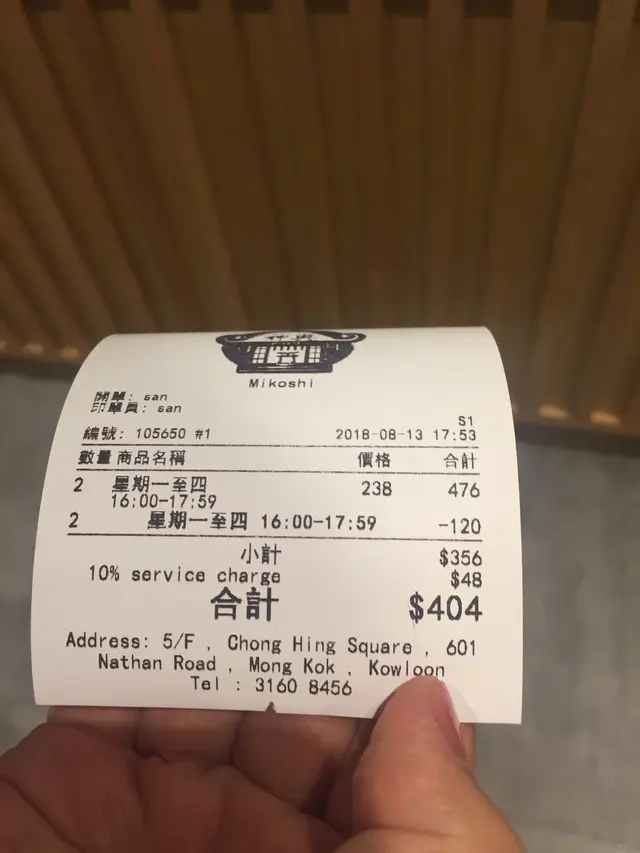 Mikoshi
開單: san
印單員: san
S1
編號: 105650 #1 2018-08-13 17:53
數量 商品名稱 價格 合計
2 星期一至四 238 476
16:00-17:59
2 星期一至四 16:00-17:59 -120
小計 $356
10% service charge $48
合計 $404
Address: 5/F , Chong Hing Square , 601
Nathan Road , Mong Kok , Kowloon
Tel : 3160 8456